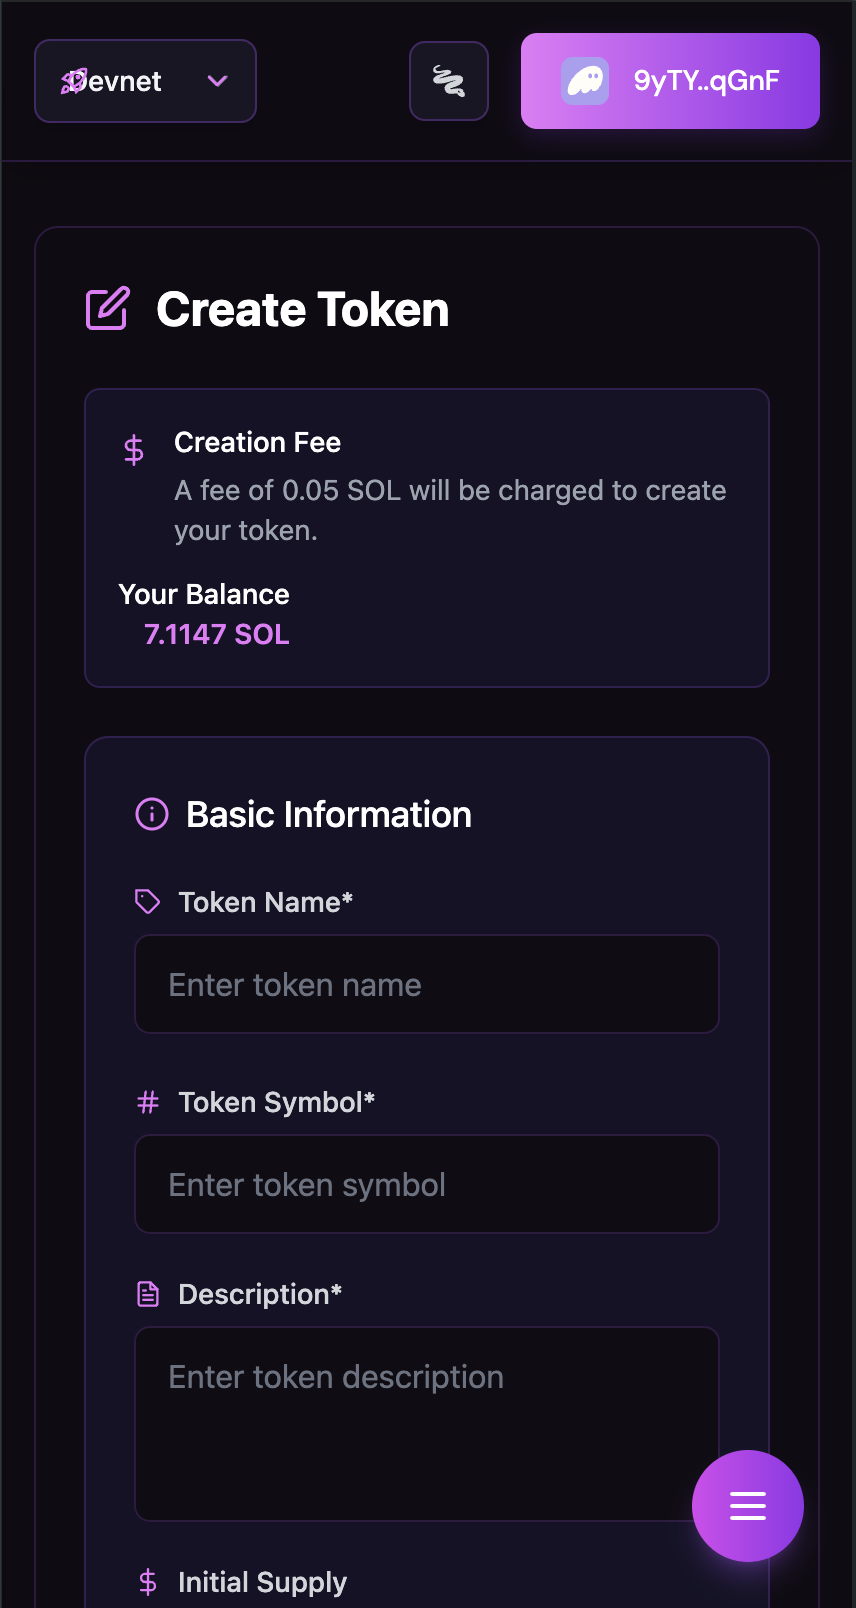 Devnet
9yTY..qGnF
Create Token
Creation Fee
A fee of 0.05 SOL will be charged to create
your token.
Your Balance
7.1147 SOL
Basic Information
Token Name*
Enter token name
Token Symbol*
Enter token symbol
Description*
Enter token description
Initial Supply